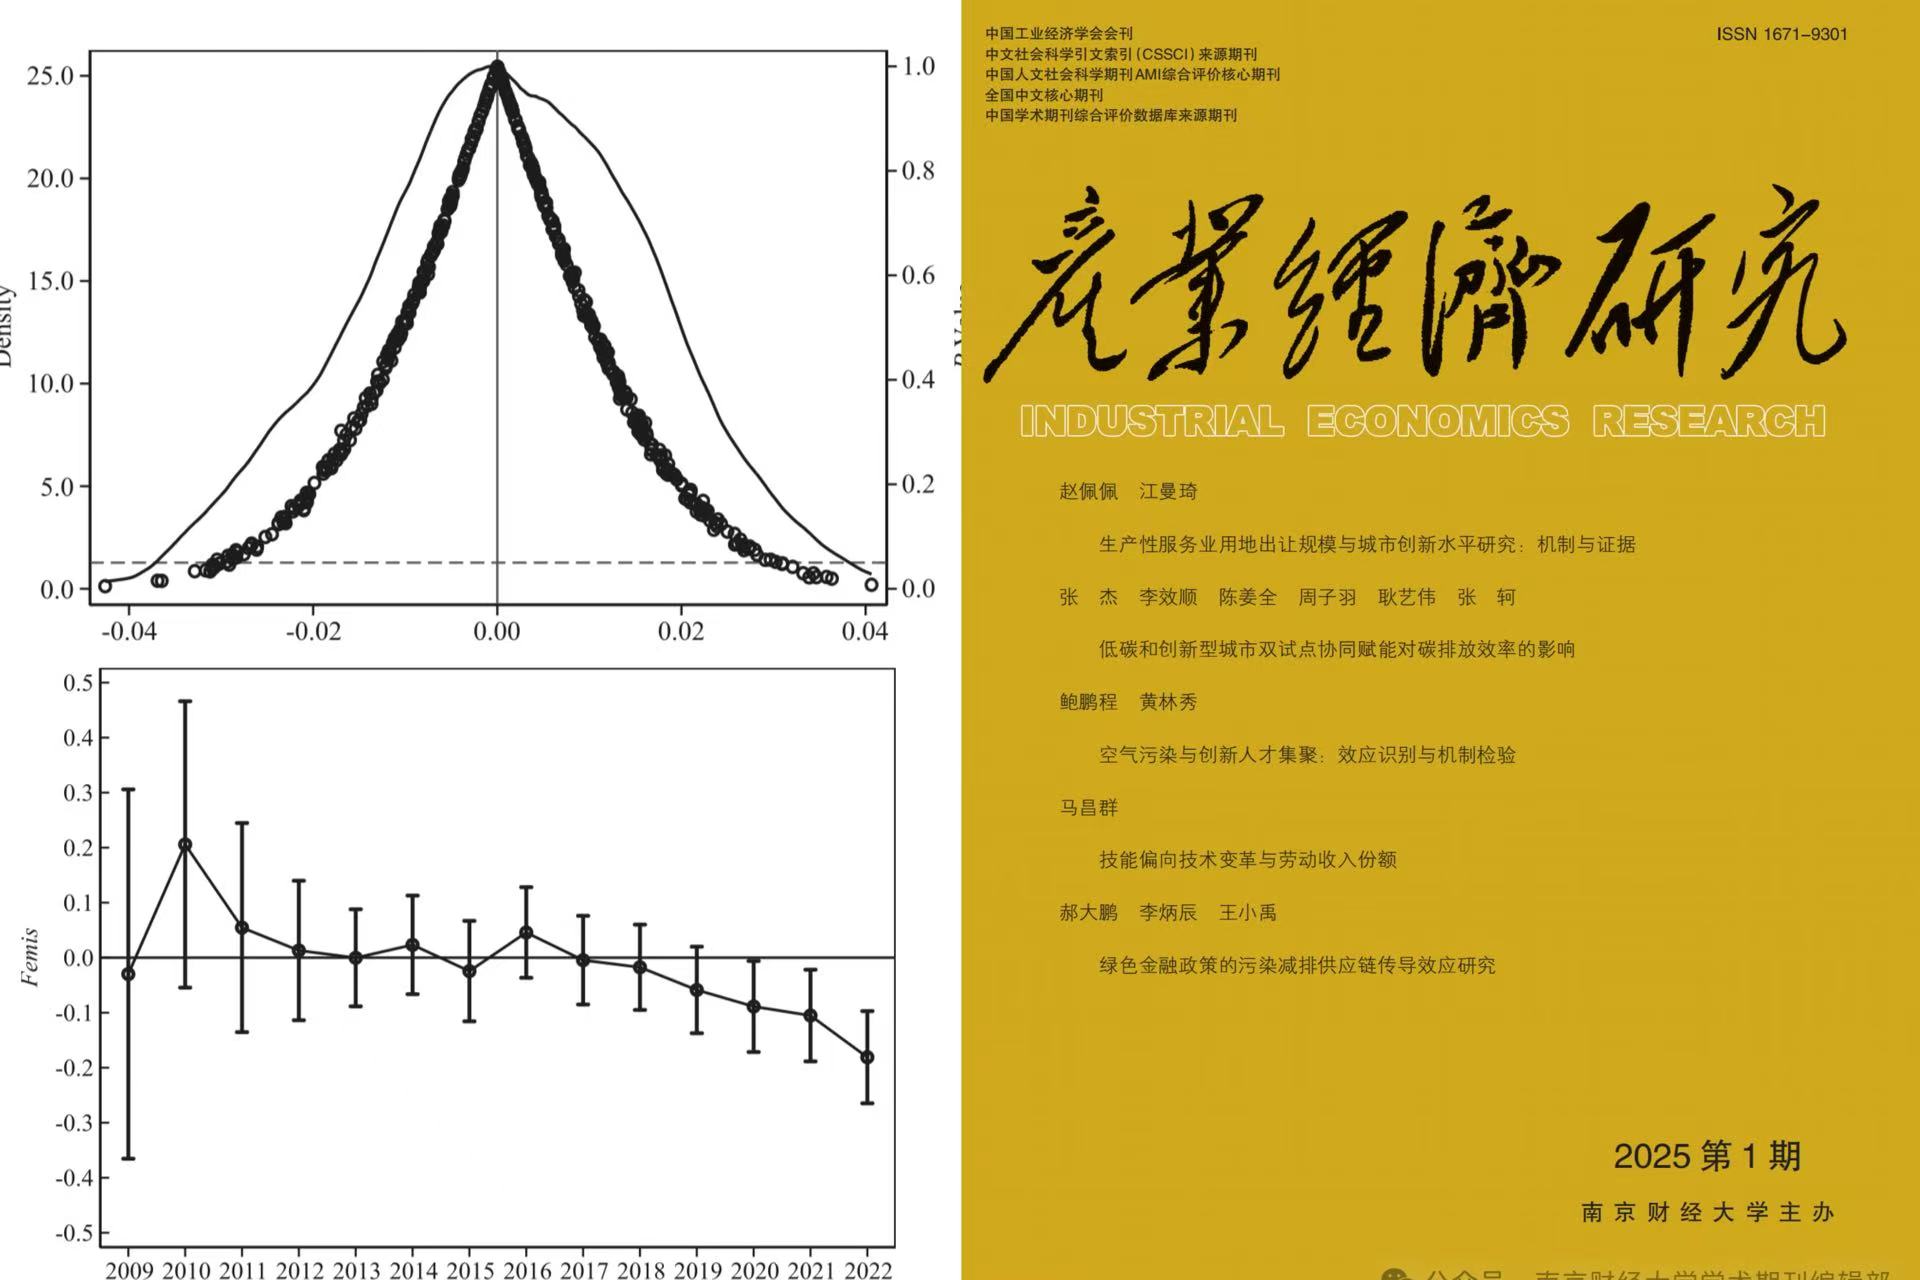 Density
25.0
20.0
15.0
10.0
5.0
0.0
1.0
0.8
0.6
0.4
0.2
0.0
-0.04 -0.02 0.00 0.02 0.04
Femis
0.5
0.4
0.3
0.2
0.1
0.0
-0.1
-0.2
-0.3
-0.4
-0.5
2009 2010 2011 2012 2013 2014 2015 2016 2017 2018 2019 2020 2021 2022
中国工业经济学会会刊
中文社会科学引文索引(CSSCI)来源期刊
中国人文社会科学期刊AMI综合评价核心期刊
全国中文核心期刊
中国学术期刊综合评价数据库来源期刊
ISSN 1671-9301
產業經濟研究
INDUSTRIAL ECONOMICS RESEARCH
赵佩佩 江曼琦
生产性服务业用地出让规模与城市创新水平研究：机制与证据
张 杰 李效顺 陈姜全 周子羽 耿艺伟 张 轲
低碳和创新型城市双试点协同赋能对碳排放效率的影响
鲍鹏程 黄林秀
空气污染与创新人才集聚：效应识别与机制检验
马昌群
技能偏向技术变革与劳动收入份额
郝大鹏 李炳辰 王小禹
绿色金融政策的污染减排供应链传导效应研究
2025 第 1 期
南京财经大学主办